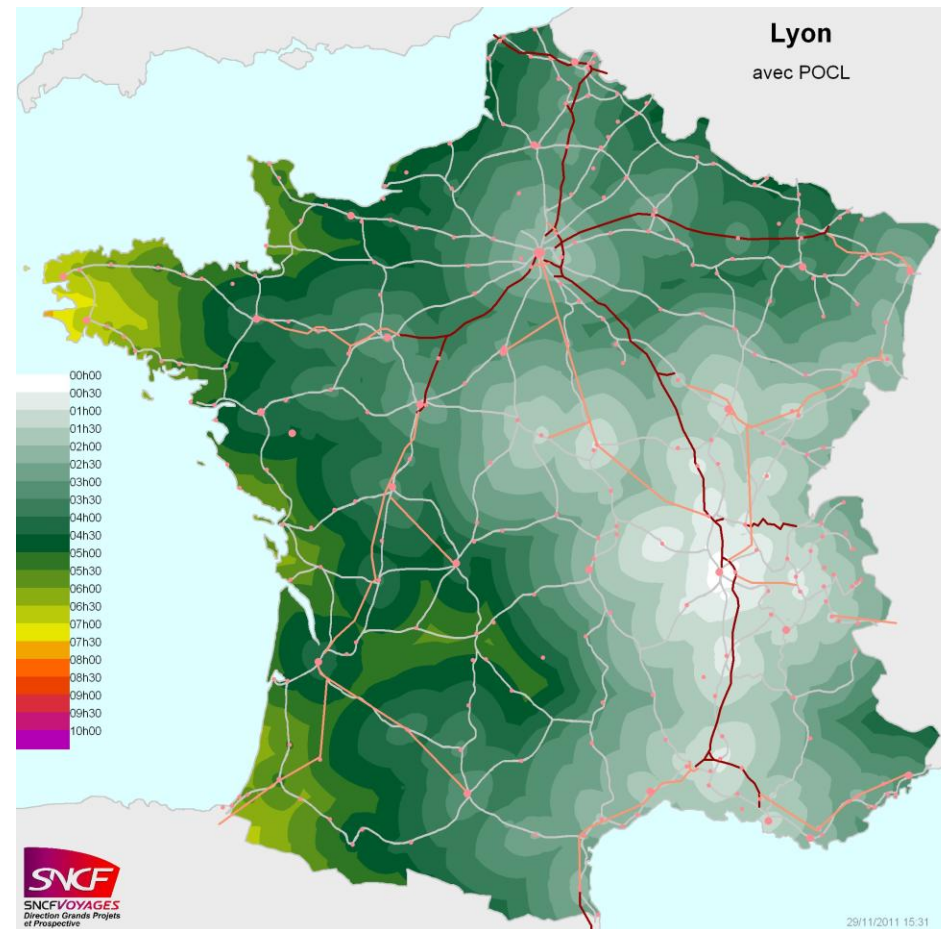 Lyon
avec POCL
00h00
00h30
01h00
01h30
02h00
02h30
03h00
03h30
04h00
04h30
05h00
05h30
06h00
06h30
07h00
07h30
08h00
08h30
09h00
09h30
10h00
SNCF
SNCFVOYAGES
Direction Grands Projets
et Prospective
29/11/2011 15:31